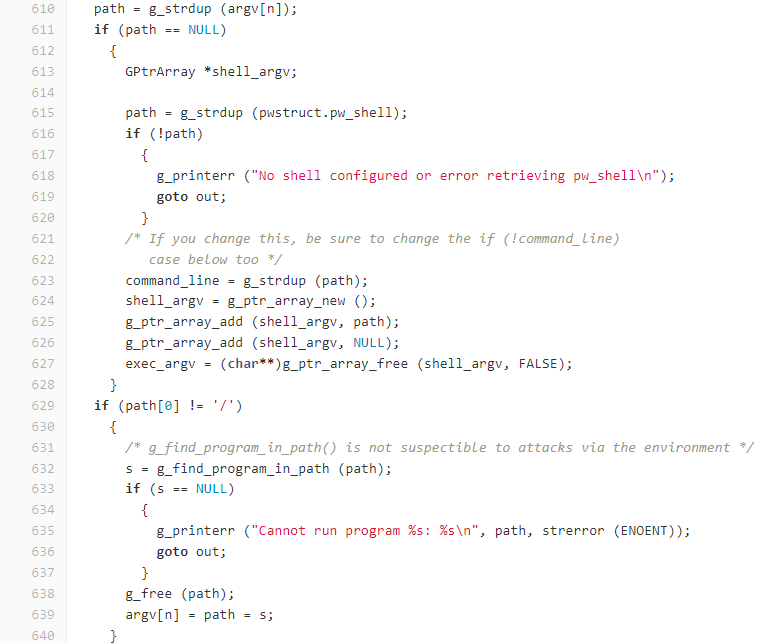 610 path = g_strdup (argv[n]);
611 if (path == NULL)
612 {
613 GPtrArray *shell_argv;
614
615 path = g_strdup (pwstruct.pw_shell);
616 if (!path)
617 {
618 g_printerr ("No shell configured or error retrieving pw_shell\n");
619 goto out;
620 }
621 /* If you change this, be sure to change the if (!command_line)
622 case below too */
623 command_line = g_strdup (path);
624 shell_argv = g_ptr_array_new ();
625 g_ptr_array_add (shell_argv, path);
626 g_ptr_array_add (shell_argv, NULL);
627 exec_argv = (char**)g_ptr_array_free (shell_argv, FALSE);
628 }
629 if (path[0] != '/')
630 {
631 /* g_find_program_in_path() is not suspectible to attacks via the environment */
632 s = g_find_program_in_path (path);
633 if (s == NULL)
634 {
635 g_printerr ("Cannot run program %s: %s\n", path, strerror (ENOENT));
636 goto out;
637 }
638 g_free (path);
639 argv[n] = path = s;
640 }